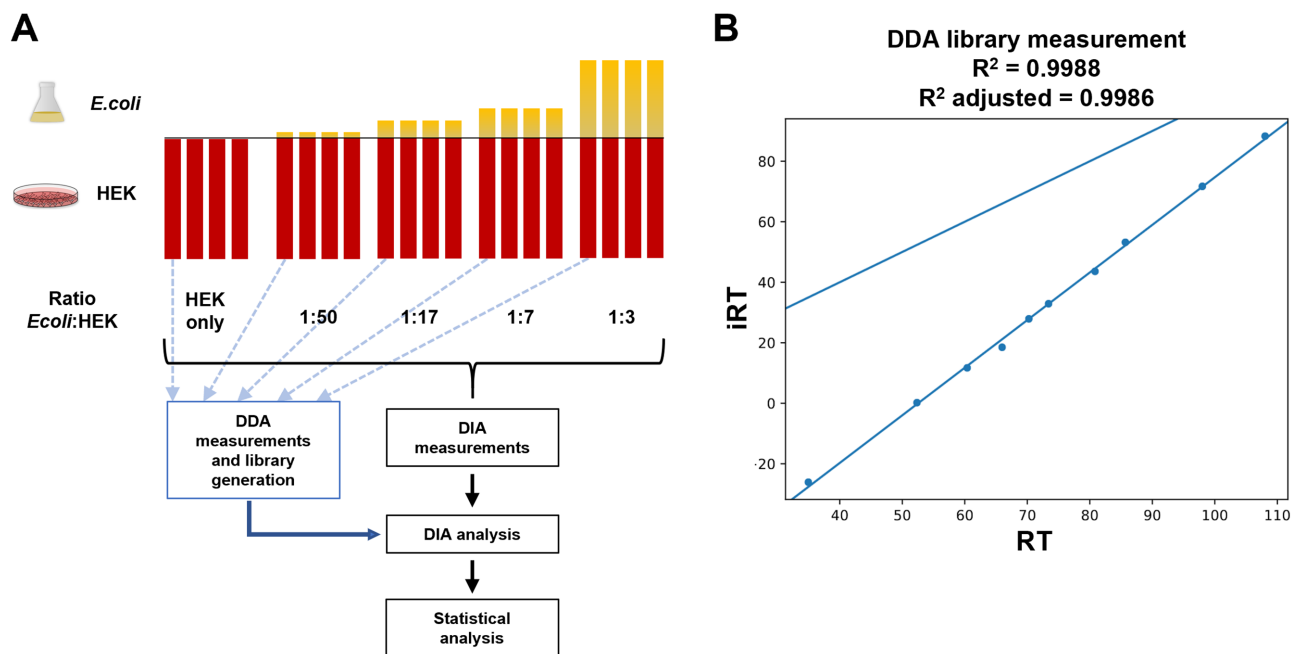 A
E.coli
HEK
Ratio
Ecoli:HEK
HEK
only
1:50
1:17
1:7
1:3
DDA
measurements
and library
generation
DIA
measurements
DIA analysis
Statistical
analysis
B
DDA library measurement
R² = 0.9988
R² adjusted = 0.9986
iRT
80
60
40
20
0
-20
40
50
60
70
80
90
100
110
RT